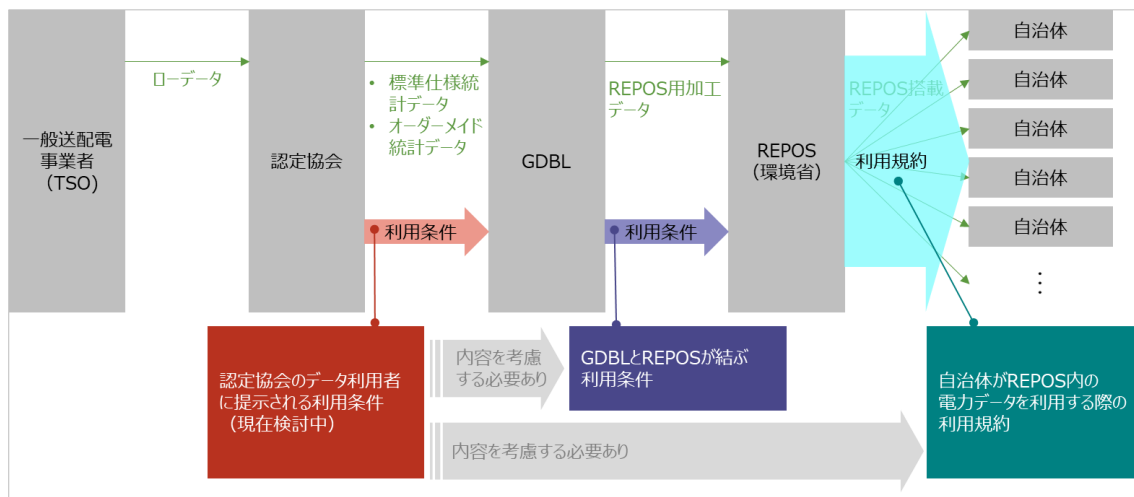 一般送配電
事業者
（TSO）
ローデータ
認定協会
• 標準仕様統
計データ
• オーダーメイド
統計データ
利用条件
GDBL
REPOS用加工
データ
利用条件
REPOS
（環境省）
REPOS搭載
データ
利用規約
自治体
自治体
自治体
自治体
自治体
…
認定協会のデータ利用者
に提示される利用条件
（現在検討中）
内容を考慮
する必要あり
GDBLとREPOSが結ぶ
利用条件
内容を考慮する必要あり
自治体がREPOS内の
電力データを利用する際の
利用規約